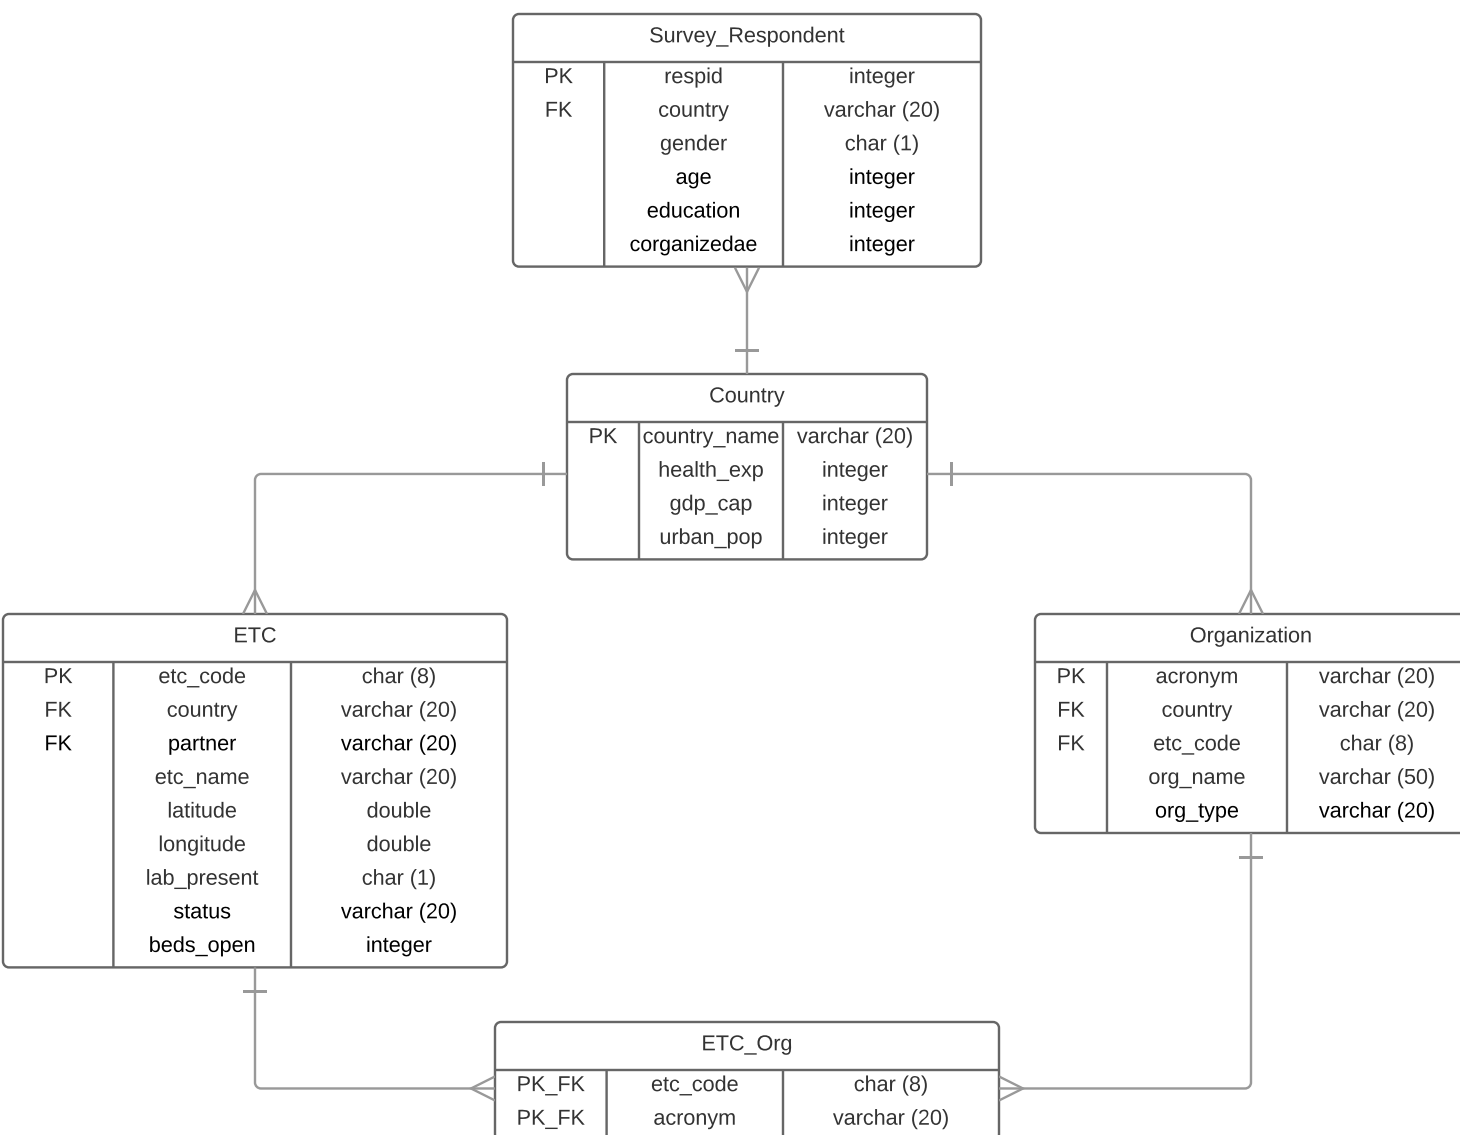 Survey_Respondent
PK respid integer
FK country varchar (20)
gender char (1)
age integer
education integer
corganizedae integer
Country
PK country_name varchar (20)
health_exp integer
gdp_cap integer
urban_pop integer
ETC
PK etc_code char (8)
FK country varchar (20)
FK partner varchar (20)
etc_name varchar (20)
latitude double
longitude double
lab_present char (1)
status varchar (20)
beds_open integer
Organization
PK acronym varchar (20)
FK country varchar (20)
FK etc_code char (8)
org_name varchar (50)
org_type varchar (20)
ETC_Org
PK_FK etc_code char (8)
PK_FK acronym varchar (20)